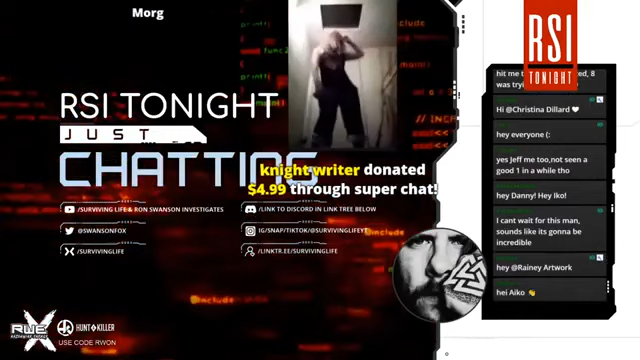 Morg
RSI TONIGHT
JUST
CHATTING
knight writer donated
$4.99 through super chat!
/SURVIVING LIFE & RON SWANSON INVESTIGATES
@SWANSONFOX
/SURVIVINGLIFE
/LINK TO DISCORD IN LINK TREE BELOW
IG/SNAP/TIKTOK/@SURVIVINGLIFEYT
/LINKTR.EE/SURVIVINGLIFE
RSI
TONIGHT
Hi @Christina Dillard
hey everyone (:
yes Jeff me too,not seen a
good 1 in a while tho
hey Danny! Hey Iko!
I cant wait for this man,
sounds like its gonna be
incredible
hey @Rainey Artwork
hei Aiko 👋
HUNT A KILLER
USE CODE RWON